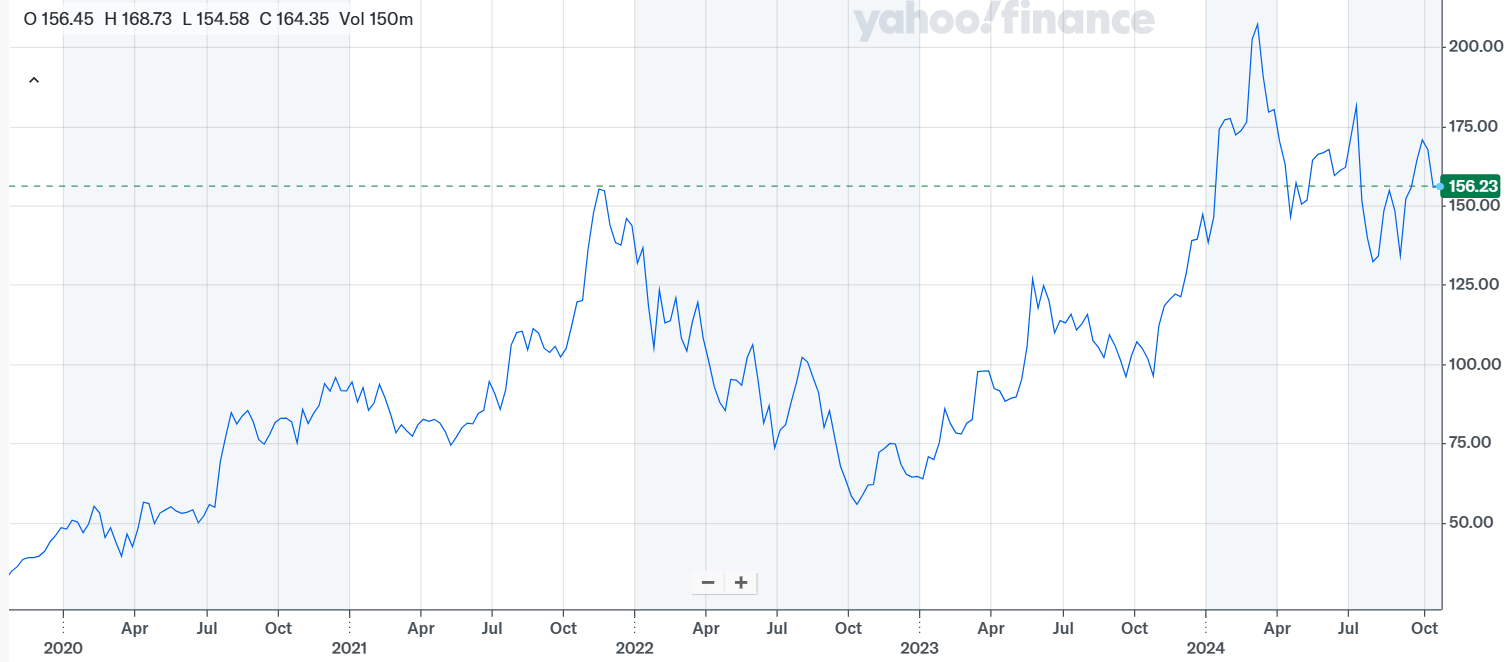 O 156.45 H 168.73 L 154.58 C 164.35 Vol 150m
yahoo!finance
200.00
175.00
156.23
150.00
125.00
100.00
75.00
50.00
Apr Jul Oct Apr Jul Oct Apr Jul Oct Apr Jul Oct Apr Jul Oct
2020 2021 2022 2023 2024